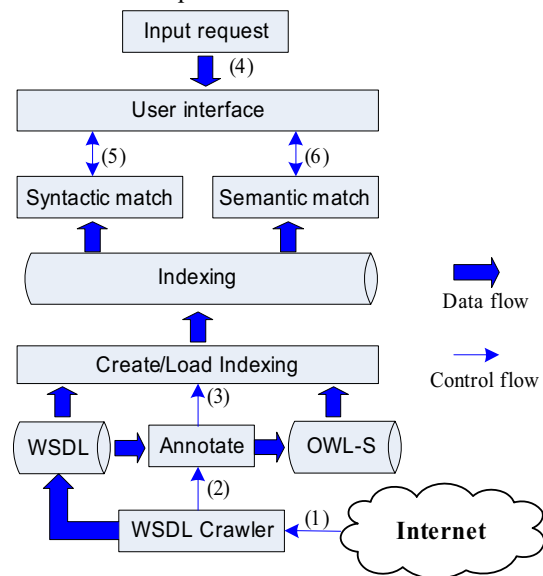 Input request
(4)
User interface
(5)
(6)
Syntactic match
Semantic match
Indexing
Data flow
Create/Load Indexing
Control flow
(3)
WSDL
Annotate
OWL-S
(2)
(1)
WSDL Crawler
Internet